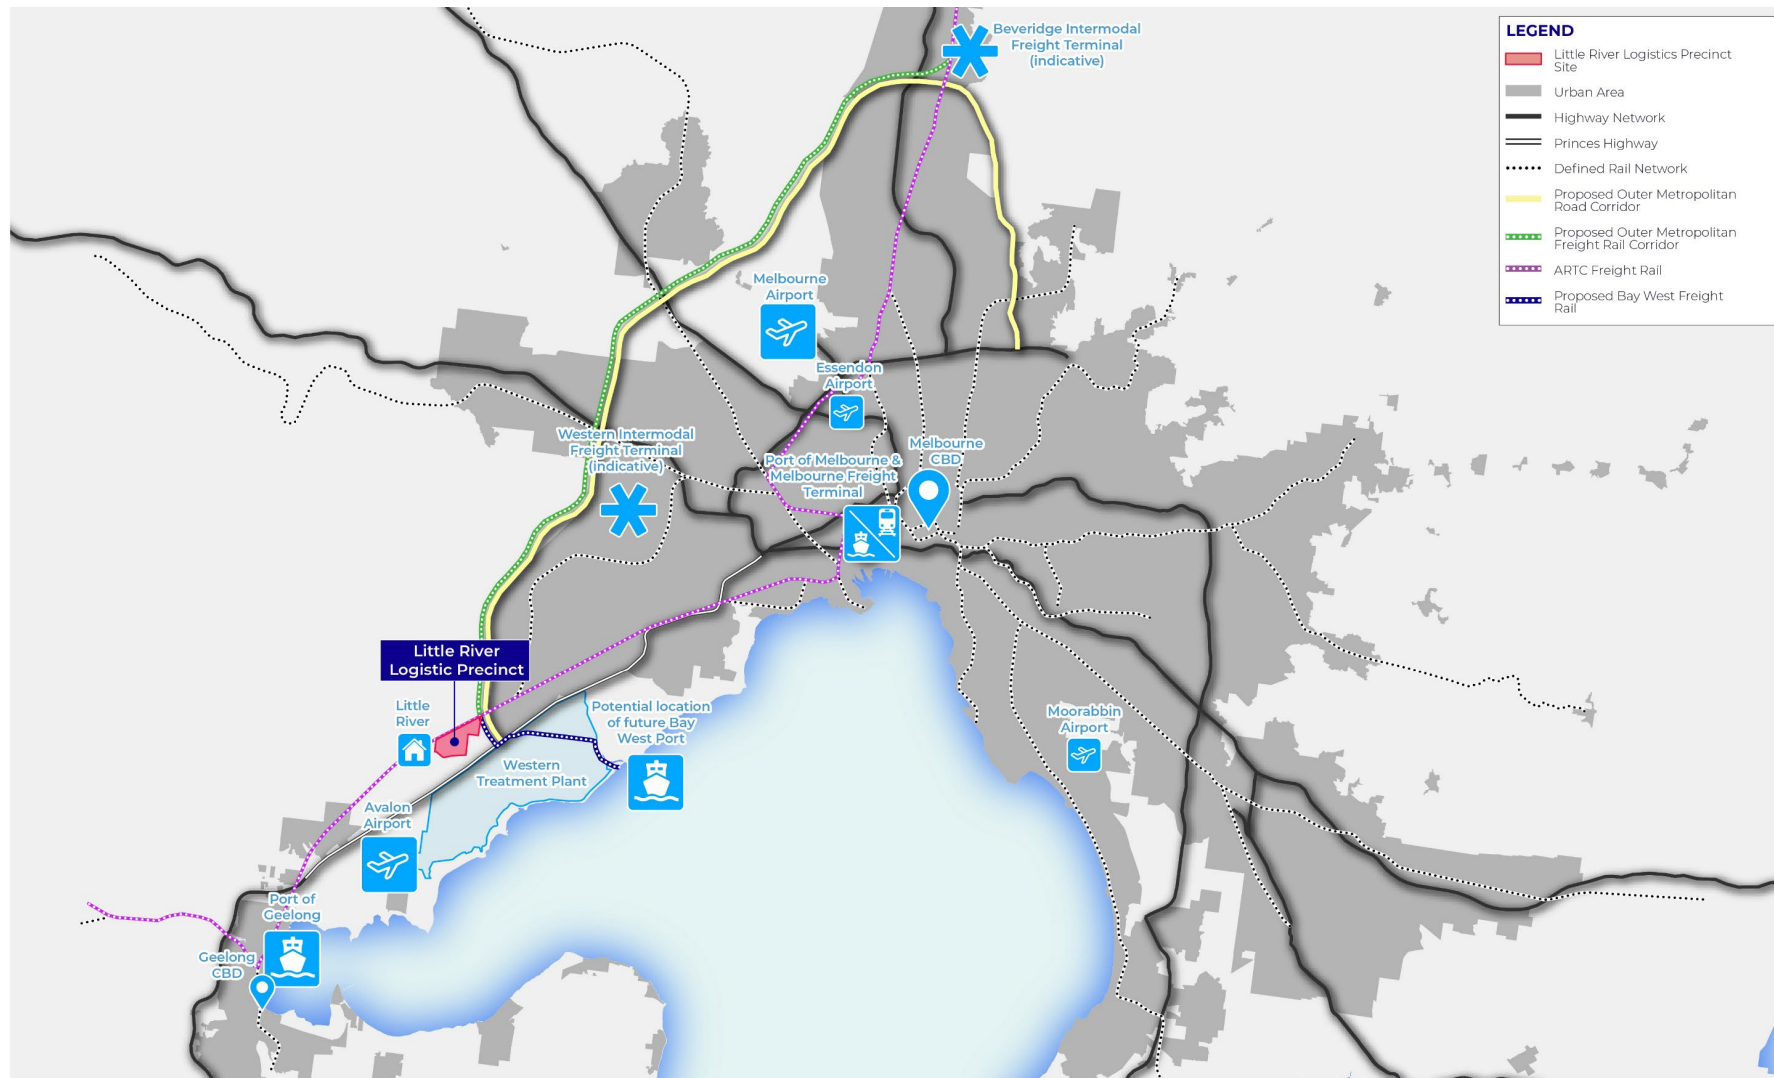 Beveridge Intermodal
Freight Terminal
(indicative)
LEGEND
Little River Logistics Precinct
Site
Urban Area
Highway Network
Princes Highway
Defined Rail Network
Proposed Outer Metropolitan
Road Corridor
Proposed Outer Metropolitan
Freight Rail Corridor
ARTC Freight Rail
Proposed Bay West Freight
Rail
Melbourne
Airport
Essendon
Airport
Western Intermodal
Freight Terminal
(indicative)
Port of Melbourne &
Melbourne Freight
Terminal
Melbourne
CBD
Little River
Logistic Precinct
Little
River
Potential location
of future Bay
West Port
Western
Treatment Plant
Moorabbin
Airport
Avalon
Airport
Port of
Geelong
Geelong
CBD